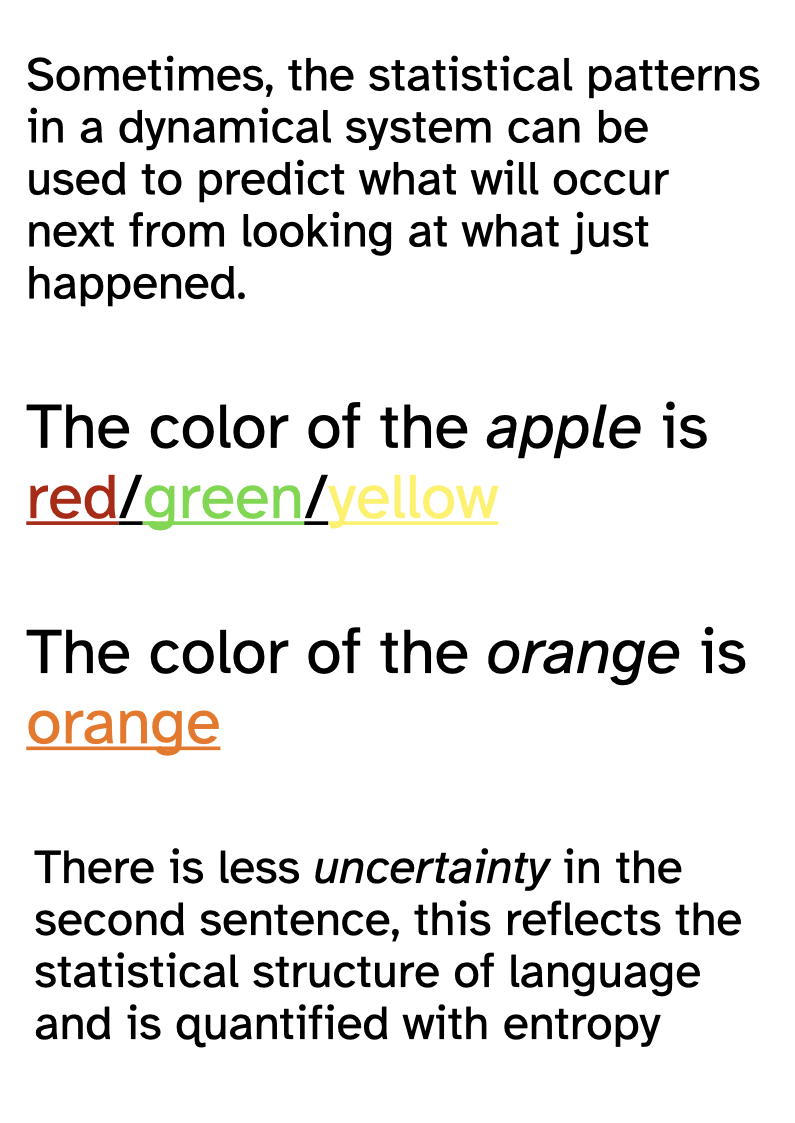 Sometimes, the statistical patterns
in a dynamical system can be
used to predict what will occur
next from looking at what just
happened.
The color of the apple is
red/green/yellow
The color of the orange is
orange
There is less uncertainty in the
second sentence, this reflects the
statistical structure of language
and is quantified with entropy